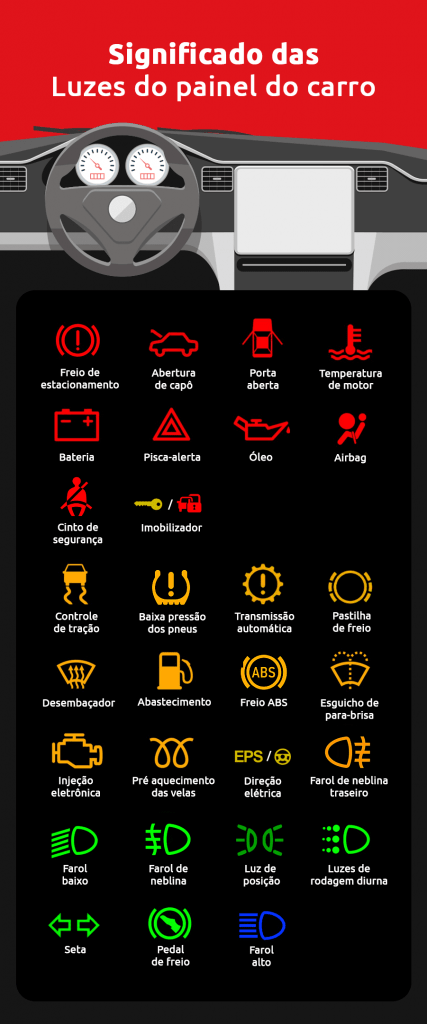 Significado das
Luzes do painel do carro
Freio de
estacionamento
Abertura
de capô
Porta
aberta
Temperatura
de motor
Bateria
Pisca-alerta
Óleo
Airbag
Cinto de
segurança
/
Imobilizador
Controle
de tração
Baixa pressão
dos pneus
Transmissão
automática
Pastilha
de freio
Desembaçador
Abastecimento
ABS
Freio ABS
Esguicho de
para-brisa
Injeção
eletrônica
Pré aquecimento
das velas
EPS /
Direção
elétrica
Farol de neblina
traseiro
Farol
baixo
Farol de
neblina
Luz de
posição
Luzes de
rodagem diurna
Seta
Pedal
de freio
Farol
alto